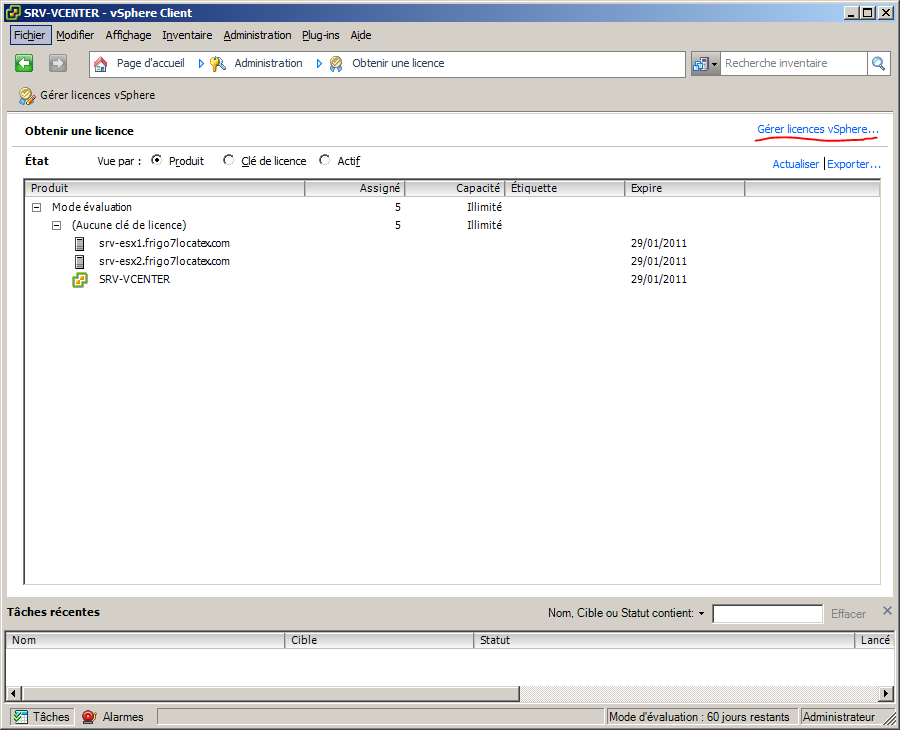 SRV-VCENTER - vSphere Client
Fichier Modifier Affichage Inventaire Administration Plug-ins Aide
Page d'accueil Administration Obtenir une licence Recherche inventaire
Gérer licences vSphere
Obtenir une licence Gérer licences vSphere...
État Vue par : Produit Clé de licence Actif Actualiser Exporter...
Produit Assigné Capacité Étiquette Expire
Mode évaluation 5 Illimité
(Aucune clé de licence) 5 Illimité
srv-esx1.frigo7locatex.com 29/01/2011
srv-esx2.frigo7locatex.com 29/01/2011
SRV-VCENTER 29/01/2011
Tâches récentes Nom, Cible ou Statut contient: Effacer
Nom Cible Statut Lancé
Tâches Alarmes Mode d'évaluation : 60 jours restants Administrateur